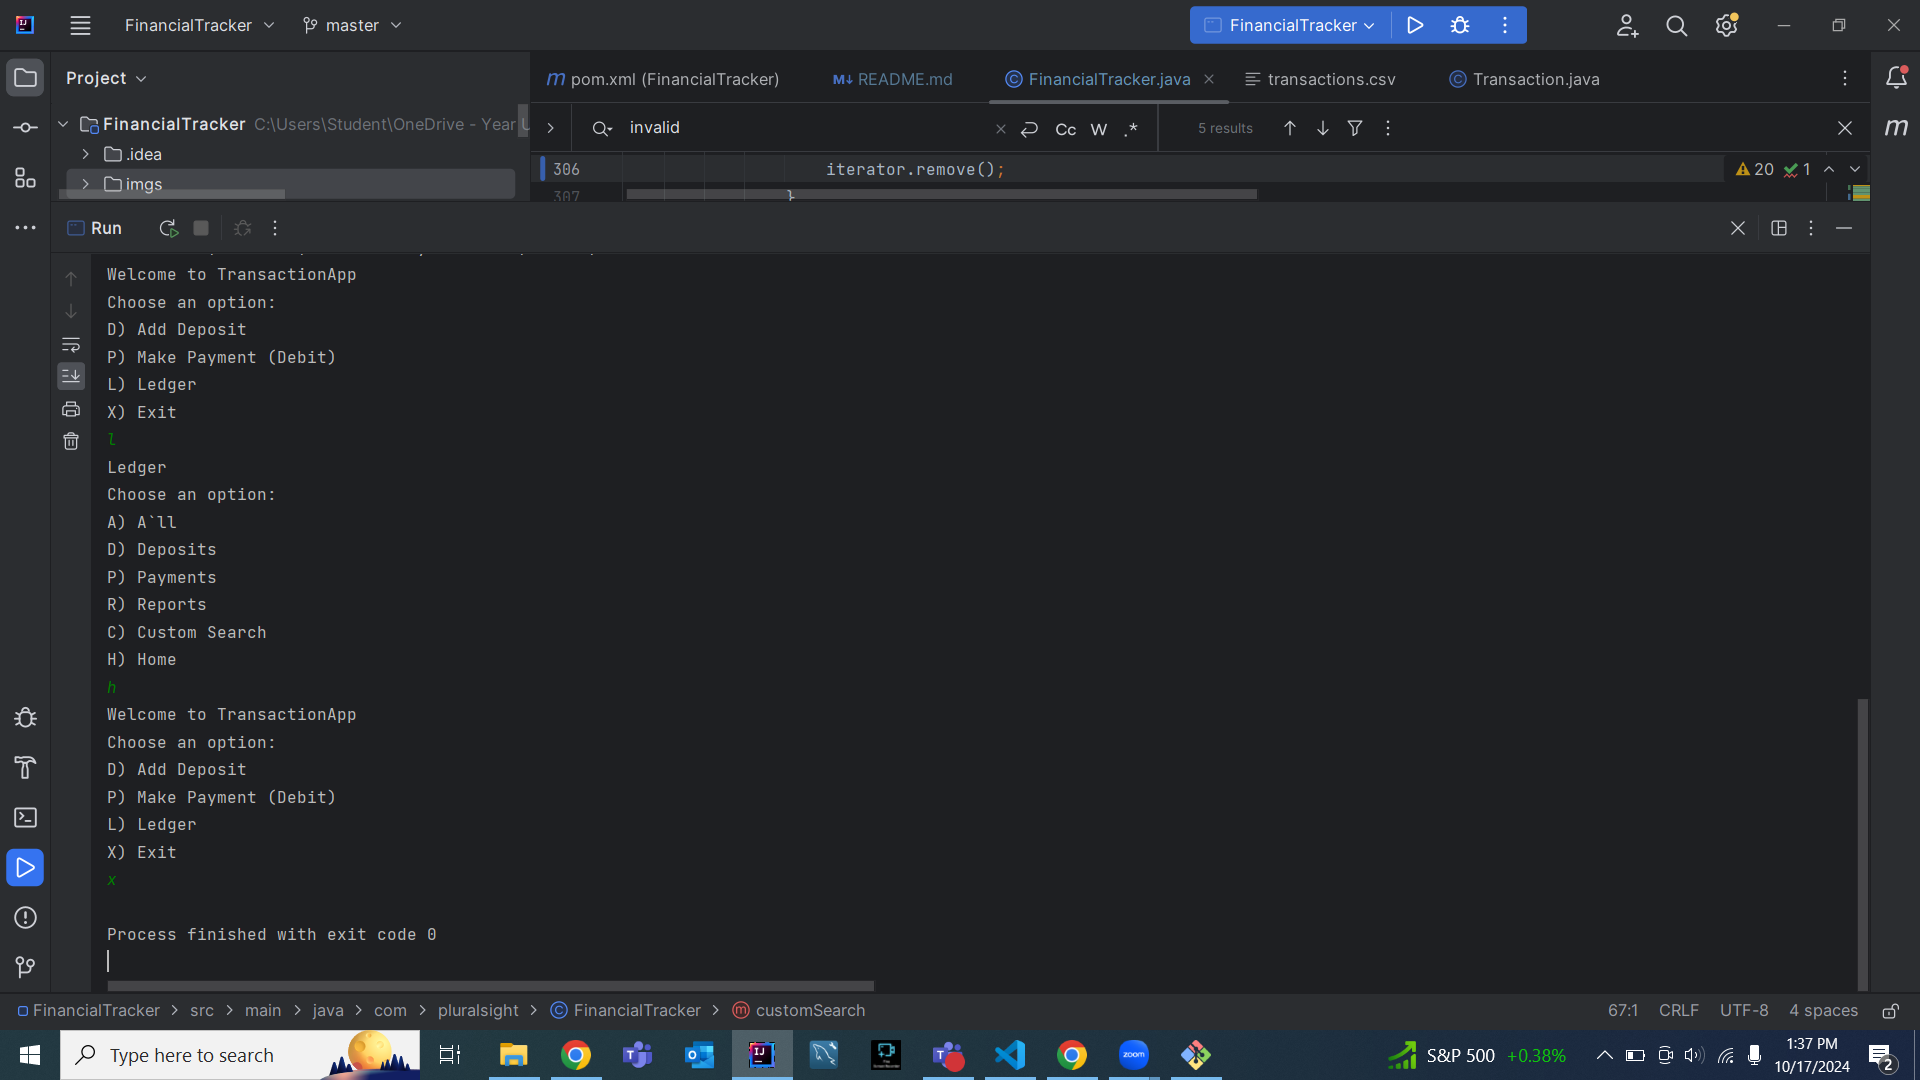 FinancialTracker
master
FinancialTracker
Project
pom.xml (FinancialTracker)
README.md
FinancialTracker.java
transactions.csv
Transaction.java
FinancialTracker C:\Users\Student\OneDrive - Year U
.idea
imgs
invalid
Cc W .*
5 results
306 iterator.remove();
20 1
307 }
Run
Welcome to TransactionApp
Choose an option:
D) Add Deposit
P) Make Payment (Debit)
L) Ledger
X) Exit
l
Ledger
Choose an option:
A) A`ll
D) Deposits
P) Payments
R) Reports
C) Custom Search
H) Home
h
Welcome to TransactionApp
Choose an option:
D) Add Deposit
P) Make Payment (Debit)
L) Ledger
X) Exit
x
Process finished with exit code 0
FinancialTracker > src > main > java > com > pluralsight > FinancialTracker > customSearch
67:1 CRLF UTF-8 4 spaces
Type here to search
zoom
S&P 500 +0.38%
1:37 PM
10/17/2024
2